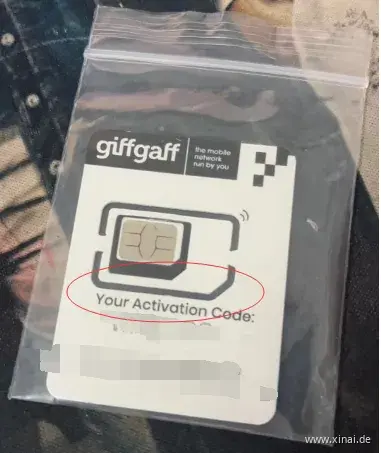 giffgaff
the mobile
network
run by you
Your Activation Code:
www.xinai.de